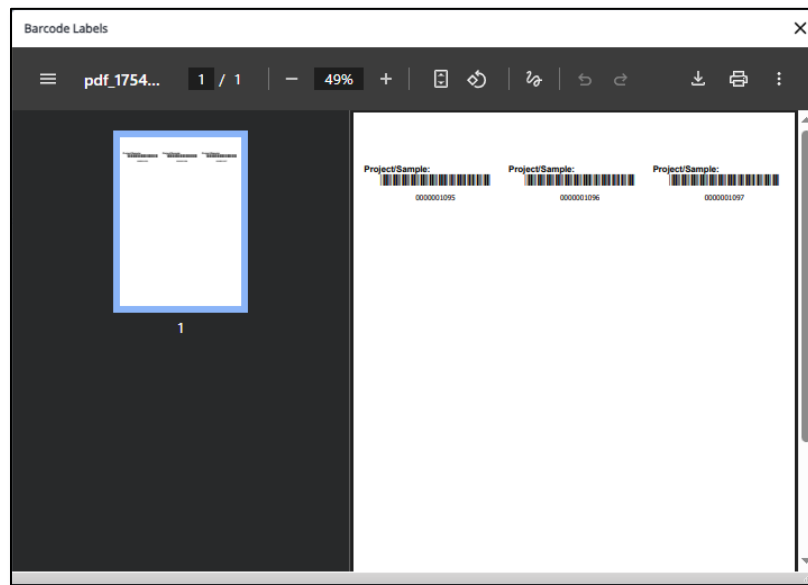 Barcode Labels
pdf_1754... 1 / 1 49%
Project/Sample: Project/Sample: Project/Sample:
0000001095 0000001096 0000001097
1